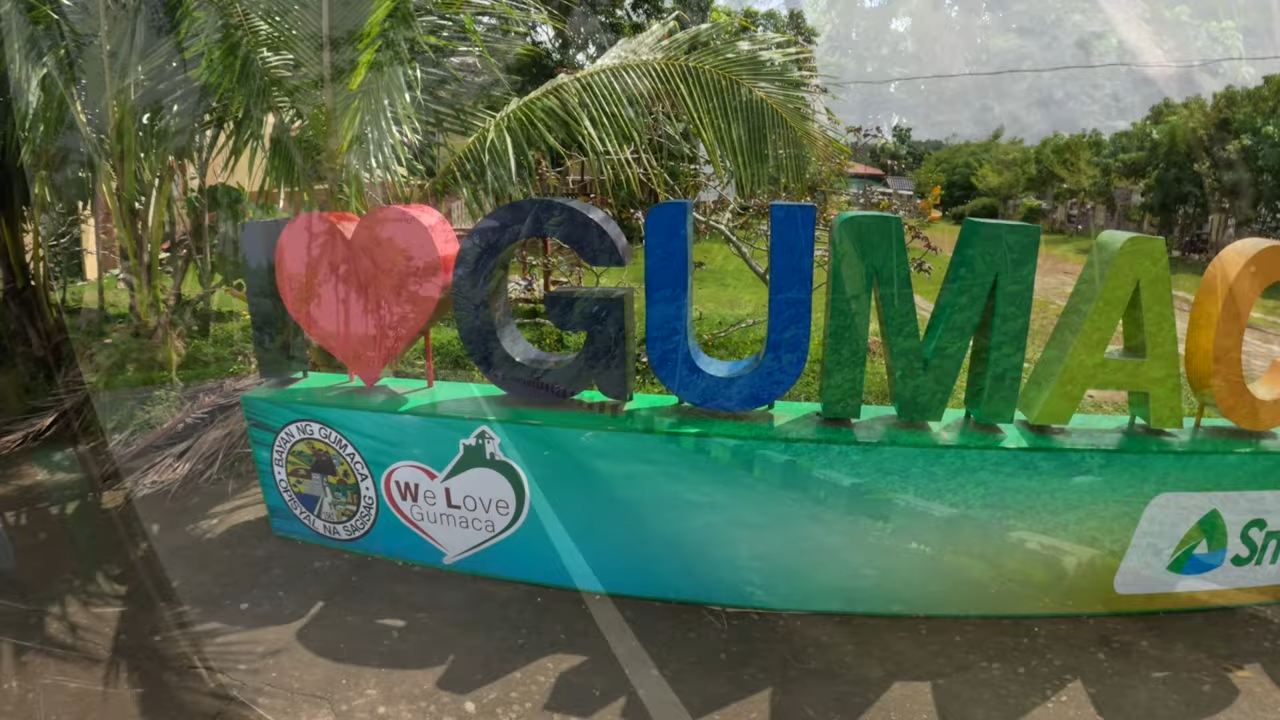 I ❤ GUMAC
BAYAN NG GUMACA
OPISYAL NA SAGISAG
We Love
Gumaca